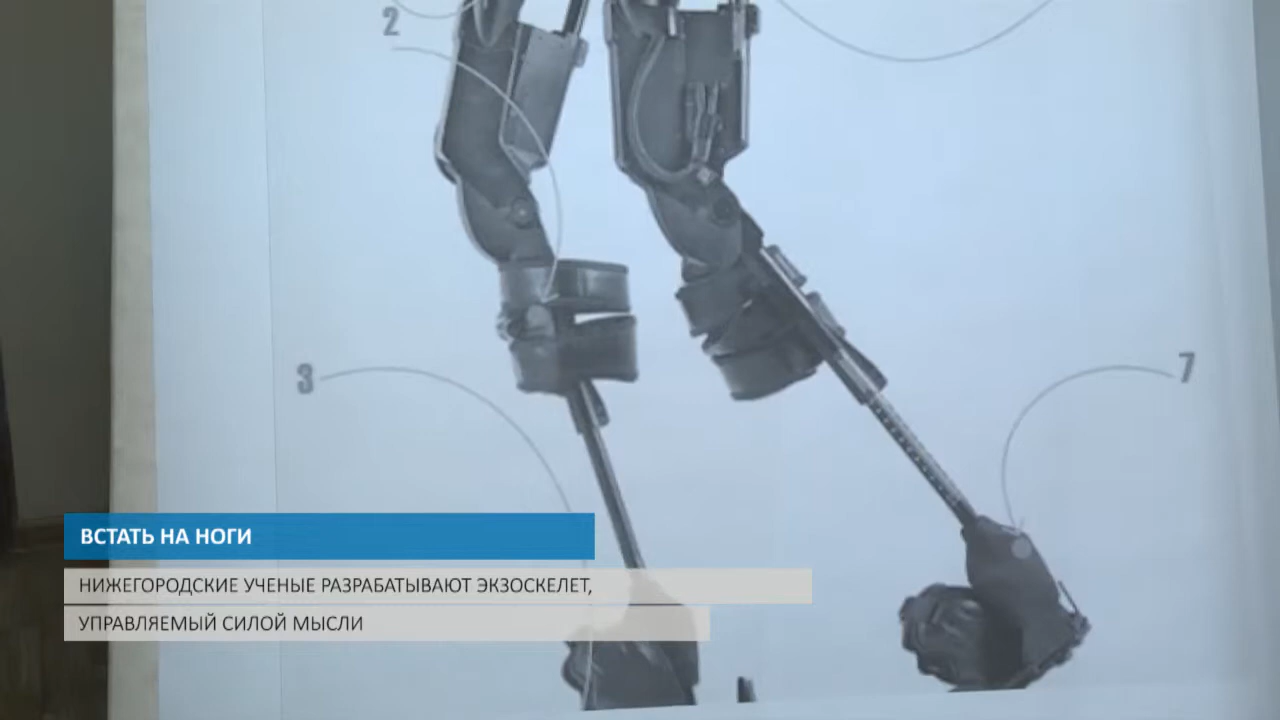 2
3
7
ВСТАТЬ НА НОГИ
НИЖЕГОРОДСКИЕ УЧЕНЫЕ РАЗРАБАТЫВАЮТ ЭКЗОСКЕЛЕТ,
УПРАВЛЯЕМЫЙ СИЛОЙ МЫСЛИ